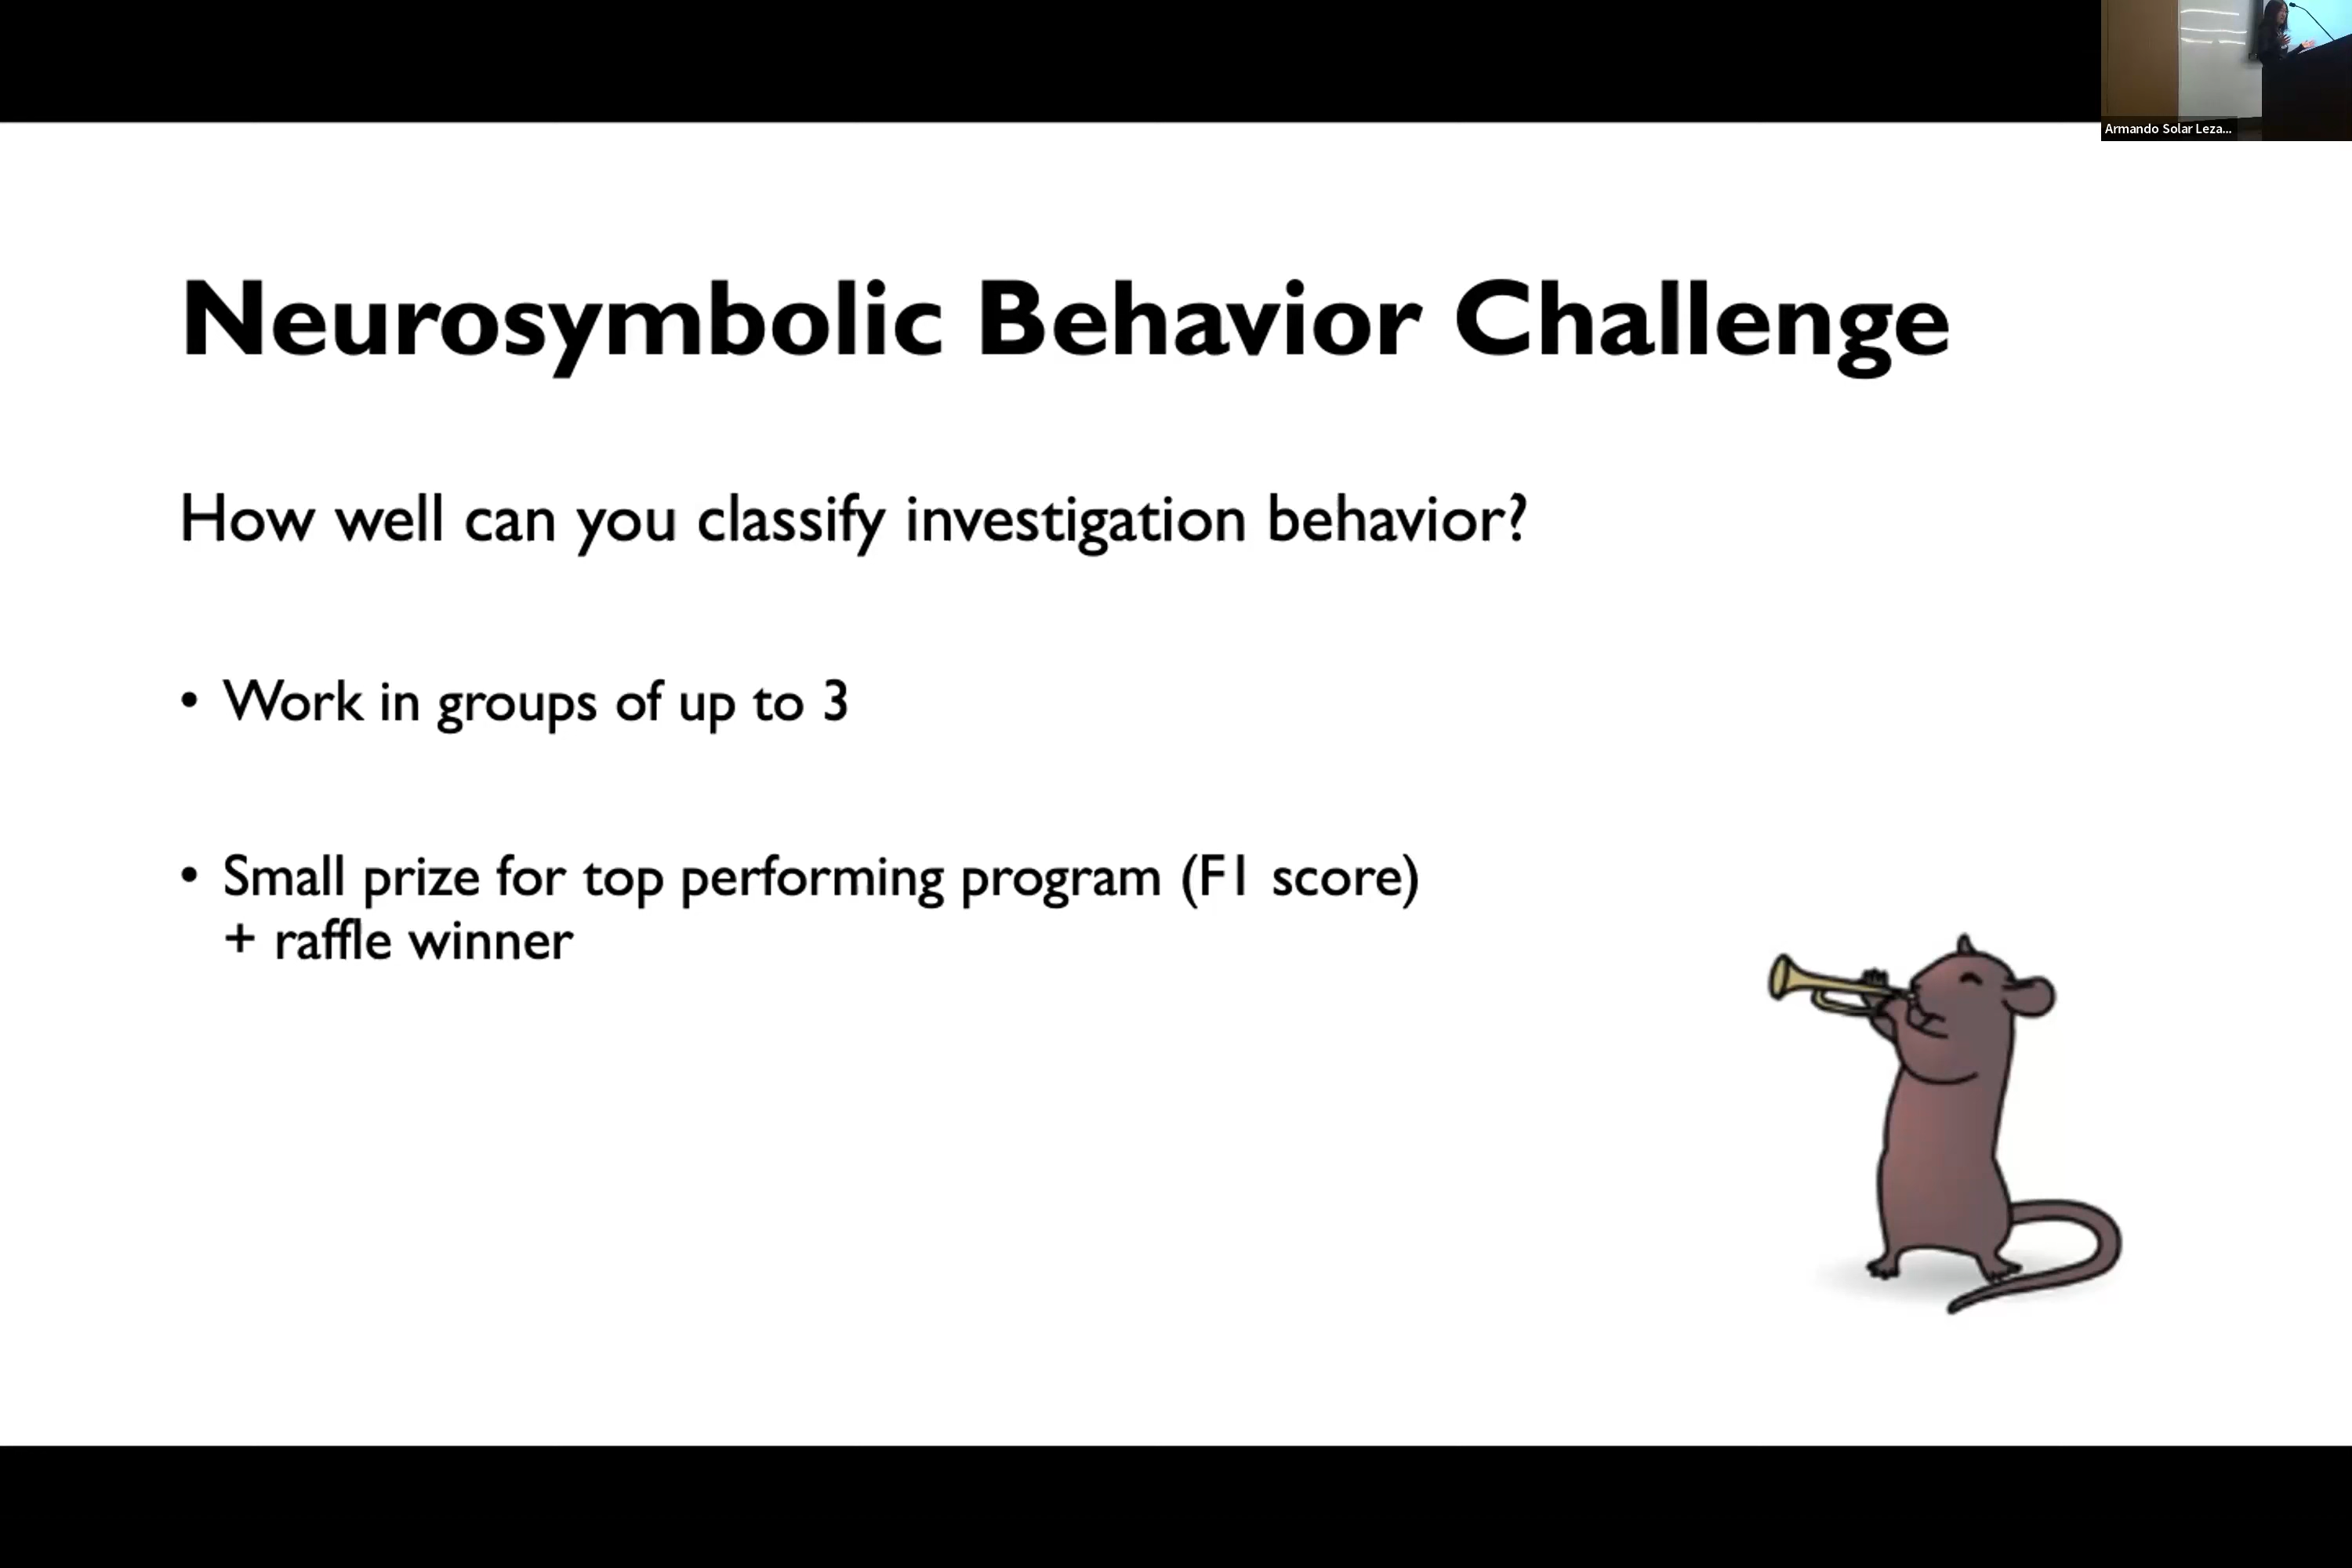 Armando Solar Leza...
Neurosymbolic Behavior Challenge
How well can you classify investigation behavior?
• Work in groups of up to 3
• Small prize for top performing program (F1 score)
+ raffle winner